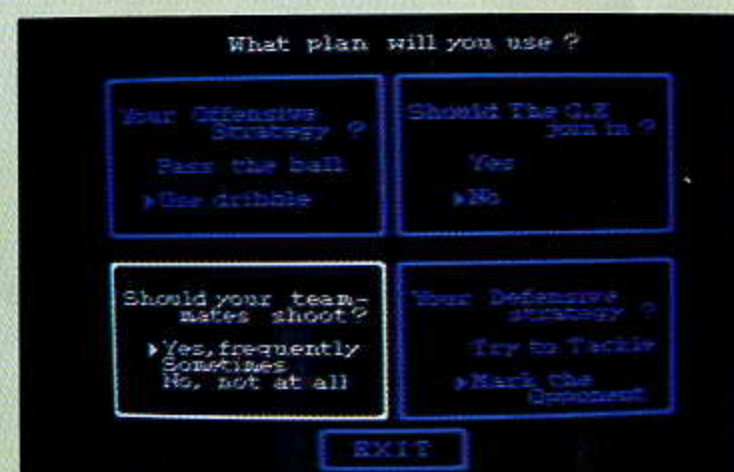 What plan will you use ?
Your Offensive
Strategy ?
Pass the ball
▶Use dribble
Should The G.K
join in ?
Yes
▶No
Should your team-
mates shoot?
▶Yes, frequently
Sometimes
No, not at all
Your Defensive
strategy ?
Try to Tackle
▶Mark the
Opponent
EXIT